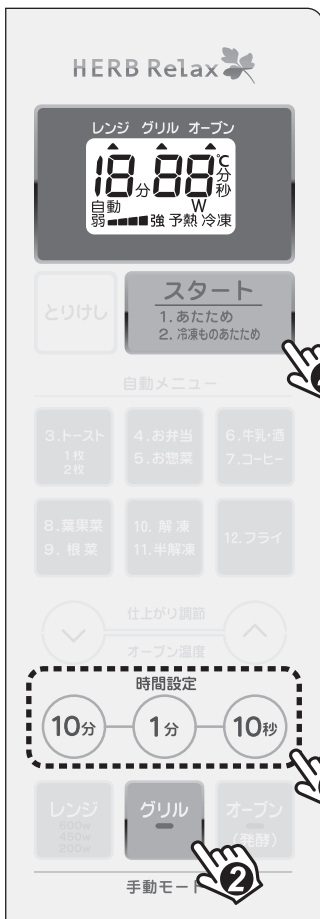 HERB Relax
レンジ グリル オーブン
18分88℃分秒
自動 W
弱 強 予熱 冷凍
とりけし
スタート
1.あたため
2.冷凍ものあたため
自動メニュー
3.トースト
1枚
2枚
4.お弁当
5.お惣菜
6.牛乳・酒
7.コーヒー
8.葉果菜
9.根菜
10.解凍
11.半解凍
12.フライ
仕上がり調節
オーブン温度
時間設定
10分 1分 10秒
レンジ
600W
450W
200W
グリル
オーブン
(発酵)
2
手動モード